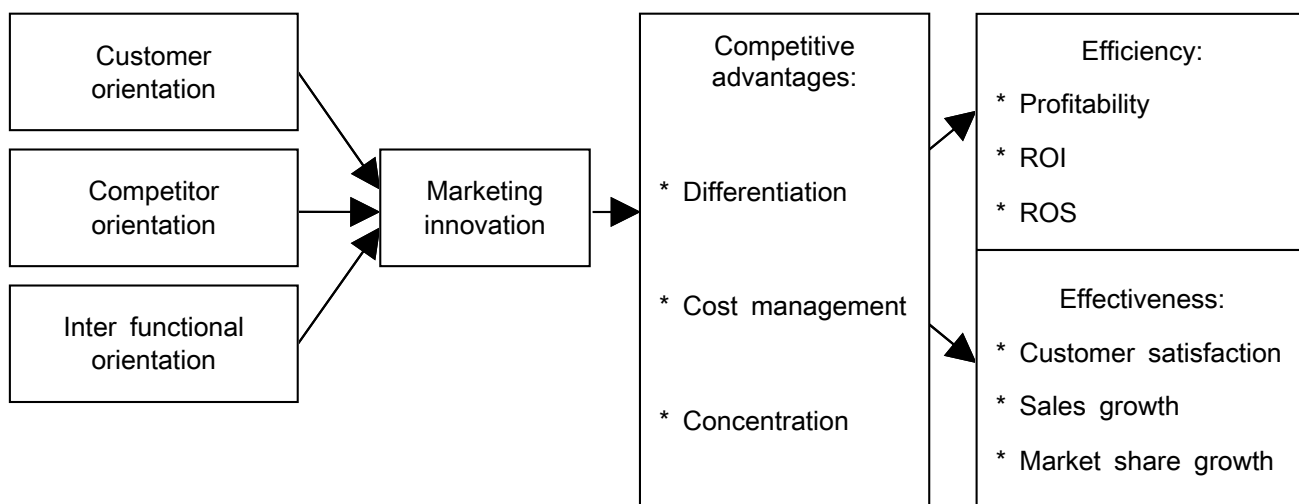 Customer
orientation
Competitor
orientation
Inter functional
orientation
Marketing
innovation
Competitive
advantages:
* Differentiation
* Cost management
* Concentration
Efficiency:
* Profitability
* ROI
* ROS
Effectiveness:
* Customer satisfaction
* Sales growth
* Market share growth